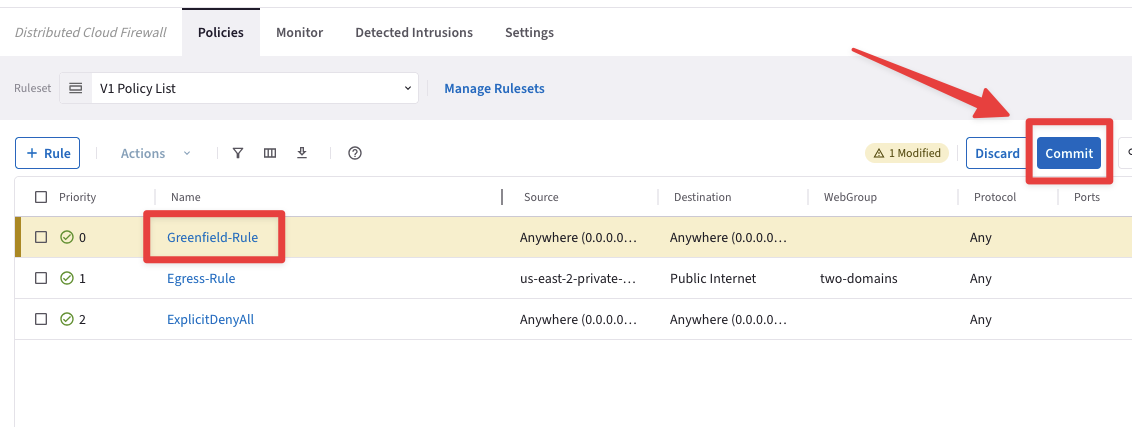 Distributed Cloud Firewall Policies Monitor Detected Intrusions Settings
Ruleset V1 Policy List Manage Rulesets
+ Rule Actions 1 Modified Discard Commit
Priority Name Source Destination WebGroup Protocol Ports
0 Greenfield-Rule Anywhere (0.0.0.0... Anywhere (0.0.0.0... Any
1 Egress-Rule us-east-2-private-... Public Internet two-domains Any
2 ExplicitDenyAll Anywhere (0.0.0.0... Anywhere (0.0.0.0... Any